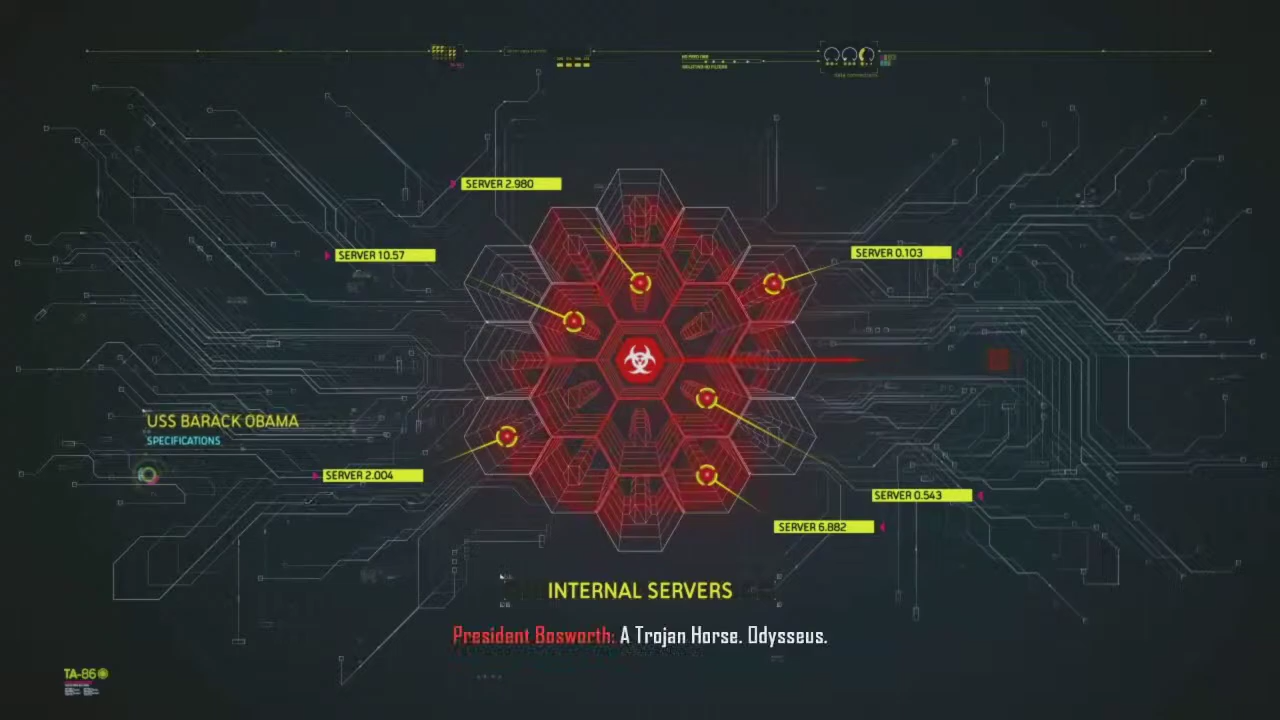 SERVER 2.980
SERVER 10.57
SERVER 0.103
USS BARACK OBAMA
SPECIFICATIONS
SERVER 2.004
SERVER 0.543
SERVER 6.882
INTERNAL SERVERS
President Bosworth: A Trojan Horse. Odysseus.
TA-86